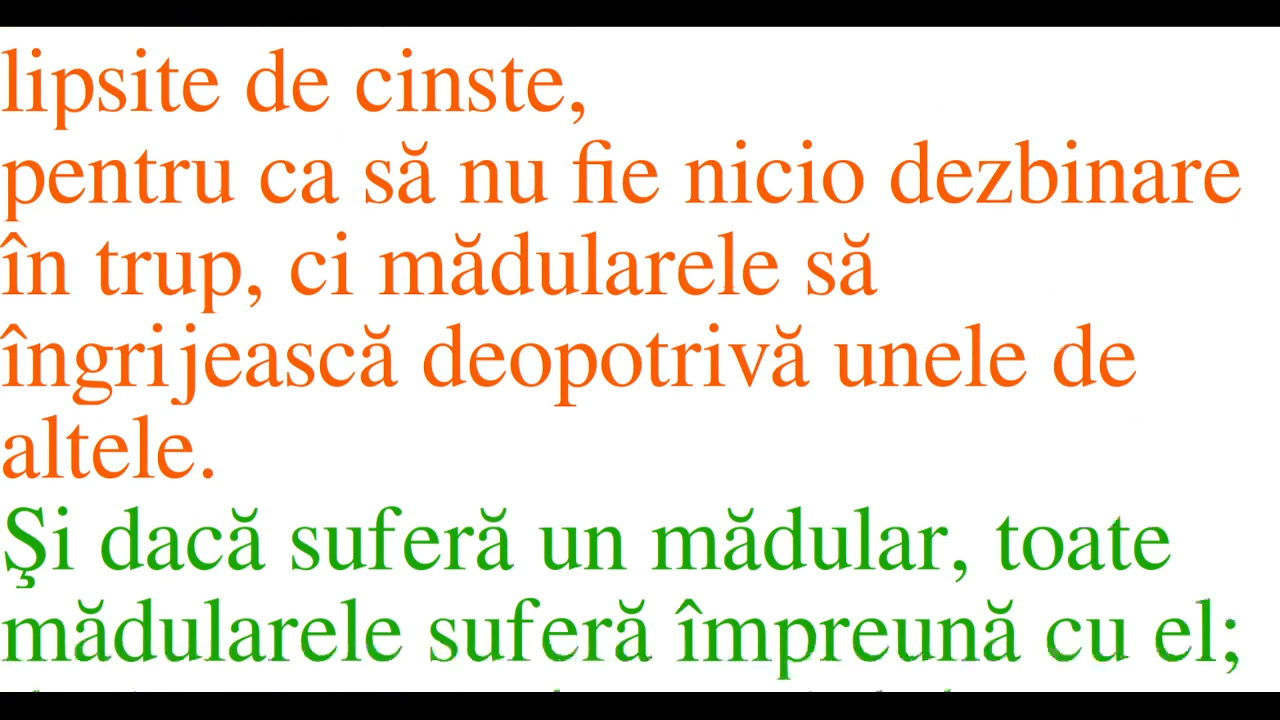 lipsite de cinste,
pentru ca să nu fie nicio dezbinare
în trup, ci mădularele să
îngrijească deopotrivă unele de
altele.
Şi dacă suferă un mădular, toate
mădularele suferă împreună cu el;